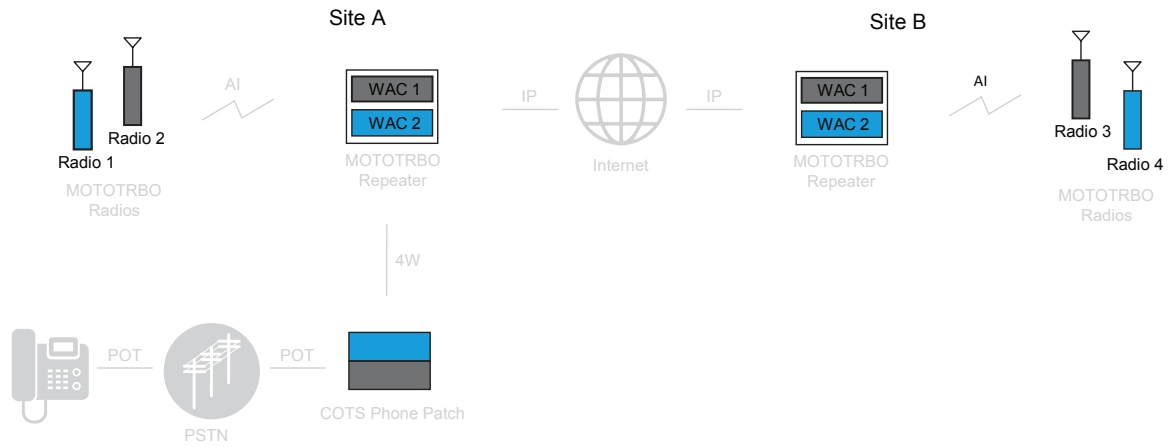 Site A
Site B
AI
WAC 1
WAC 2
IP
IP
WAC 1
WAC 2
AI
Radio 2
Radio 1
MOTOTRBO
Radios
MOTOTRBO
Repeater
Internet
MOTOTRBO
Repeater
Radio 3
Radio 4
MOTOTRBO
Radios
4W
POT
POT
PSTN
COTS Phone Patch